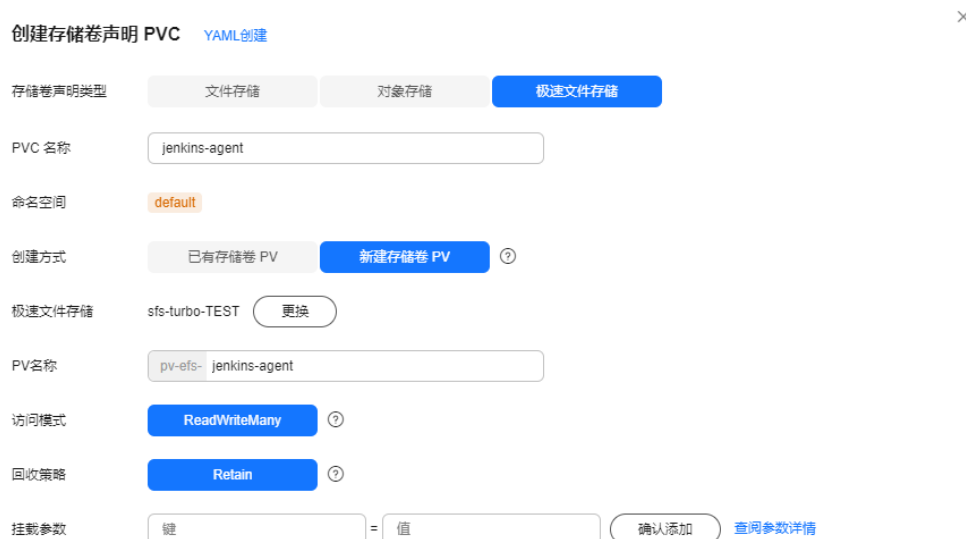 创建存储卷声明 PVC YAML创建
存储卷声明类型 文件存储 对象存储 极速文件存储
PVC 名称 jenkins-agent
命名空间 default
创建方式 已有存储卷 PV 新建存储卷 PV ?
极速文件存储 sfs-turbo-TEST 更换
PV名称 pv-efs- jenkins-agent
访问模式 ReadWriteMany ?
回收策略 Retain ?
挂载参数 键 = 值 确认添加 查阅参数详情